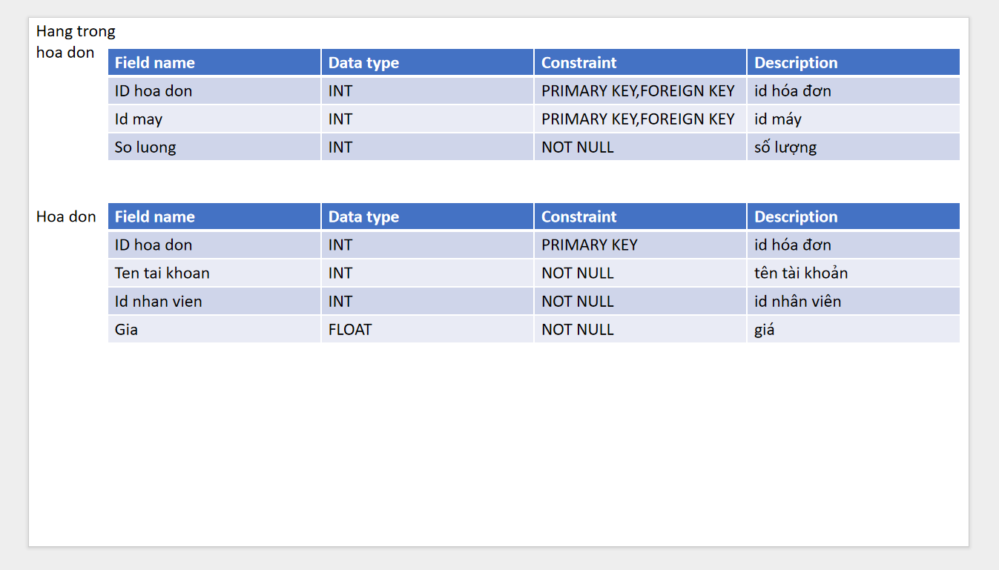 Hang trong
hoa don
Field name Data type Constraint Description
ID hoa don INT PRIMARY KEY,FOREIGN KEY id hóa đơn
Id may INT PRIMARY KEY,FOREIGN KEY id máy
So luong INT NOT NULL số lượng
Hoa don
Field name Data type Constraint Description
ID hoa don INT PRIMARY KEY id hóa đơn
Ten tai khoan INT NOT NULL tên tài khoản
Id nhan vien INT NOT NULL id nhân viên
Gia FLOAT NOT NULL giá